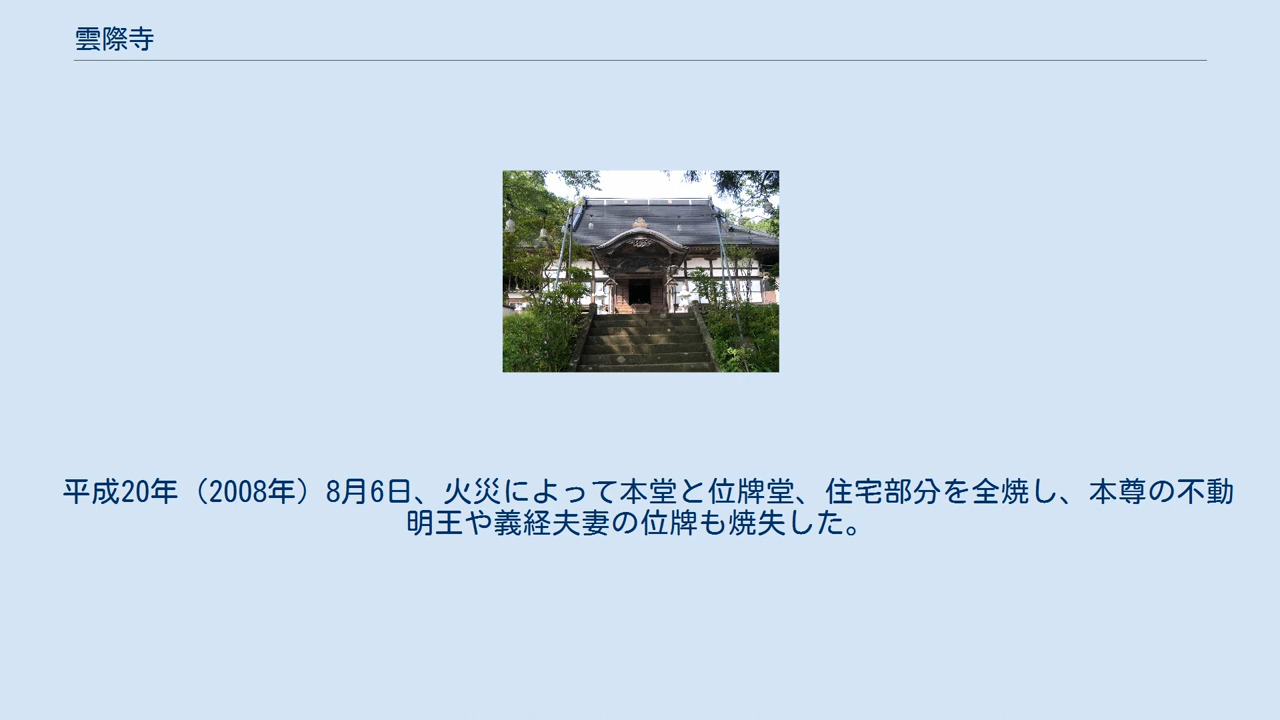 雲際寺
平成20年（2008年）8月6日、火災によって本堂と位牌堂、住宅部分を全焼し、本尊の不動
明王や義経夫妻の位牌も焼失した。